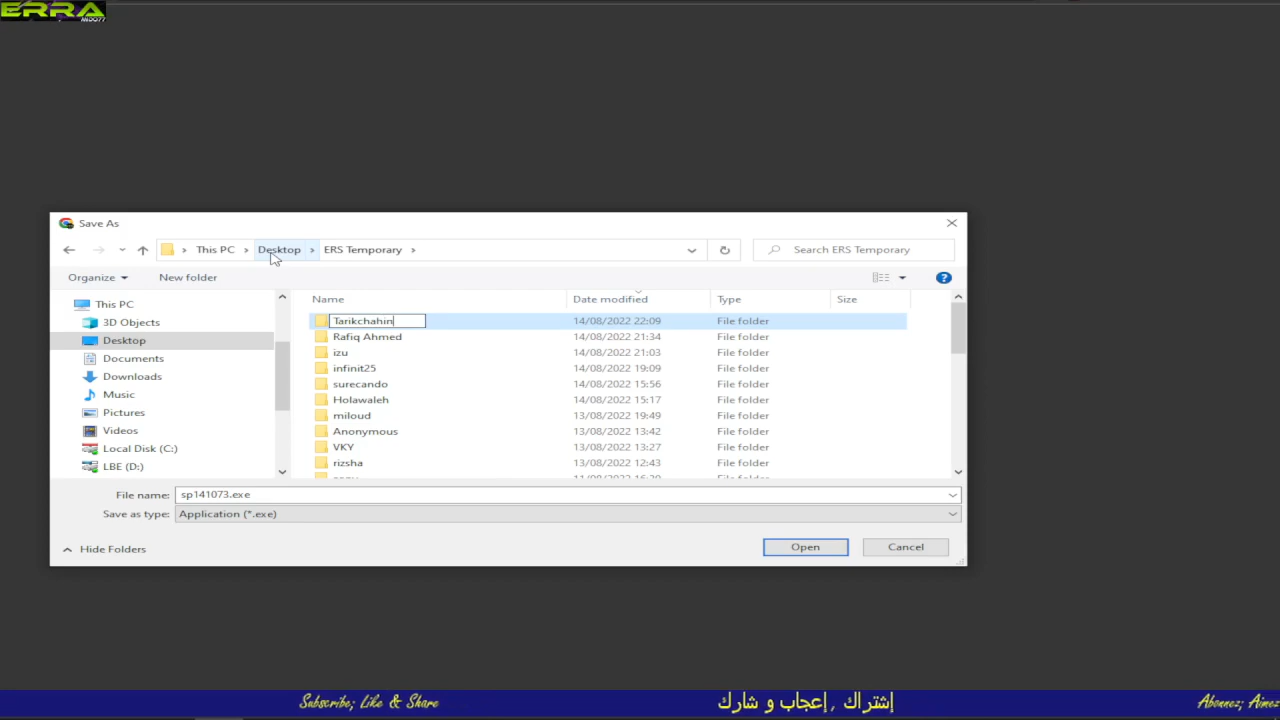 ERRA
Save As
This PC > Desktop > ERS Temporary >
Search ERS Temporary
Organize
New folder
This PC
3D Objects
Desktop
Documents
Downloads
Music
Pictures
Videos
Local Disk (C:)
LBE (D:)
Name Date modified Type Size
Tarikchahin 14/08/2022 22:09 File folder
Rafiq Ahmed 14/08/2022 21:34 File folder
izu 14/08/2022 21:03 File folder
infinit25 14/08/2022 19:09 File folder
surecando 14/08/2022 15:56 File folder
Holawaleh 14/08/2022 15:17 File folder
miloud 13/08/2022 19:49 File folder
Anonymous 13/08/2022 13:42 File folder
VKY 13/08/2022 13:27 File folder
rizsha 13/08/2022 12:43 File folder
File name: sp141073.exe
Save as type: Application (*.exe)
Hide Folders
Open
Cancel
Subscribe; Like & Share
إشتراك , إعجاب و شارك
Abonnez; Aimez